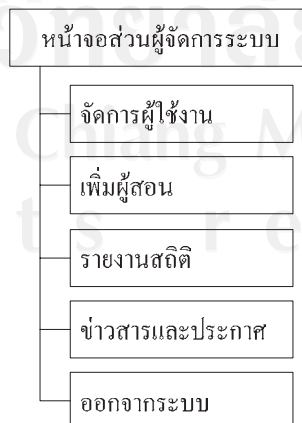 หน้าจอส่วนผู้จัดการระบบ
จัดการผู้ใช้งาน
เพิ่มผู้สอน
รายงานสถิติ
ข่าวสารและประกาศ
ออกจากระบบ